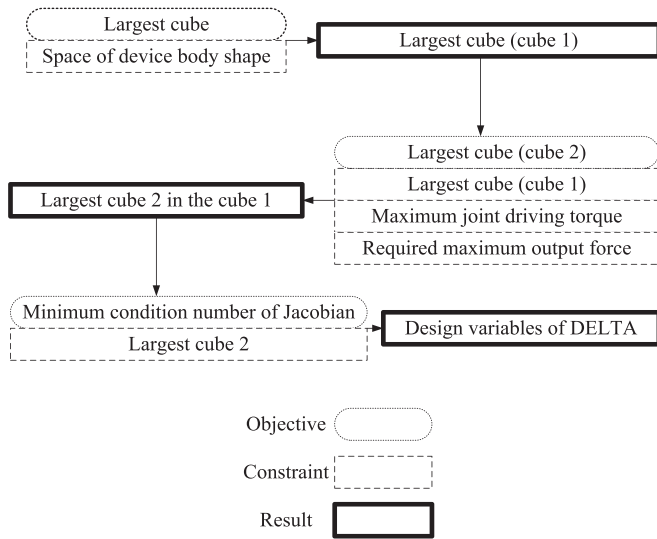 Largest cube
Space of device body shape
Largest cube (cube 1)
Largest cube (cube 2)
Largest cube (cube 1)
Maximum joint driving torque
Required maximum output force
Largest cube 2 in the cube 1
Minimum condition number of Jacobian
Largest cube 2
Design variables of DELTA
Objective
Constraint
Result